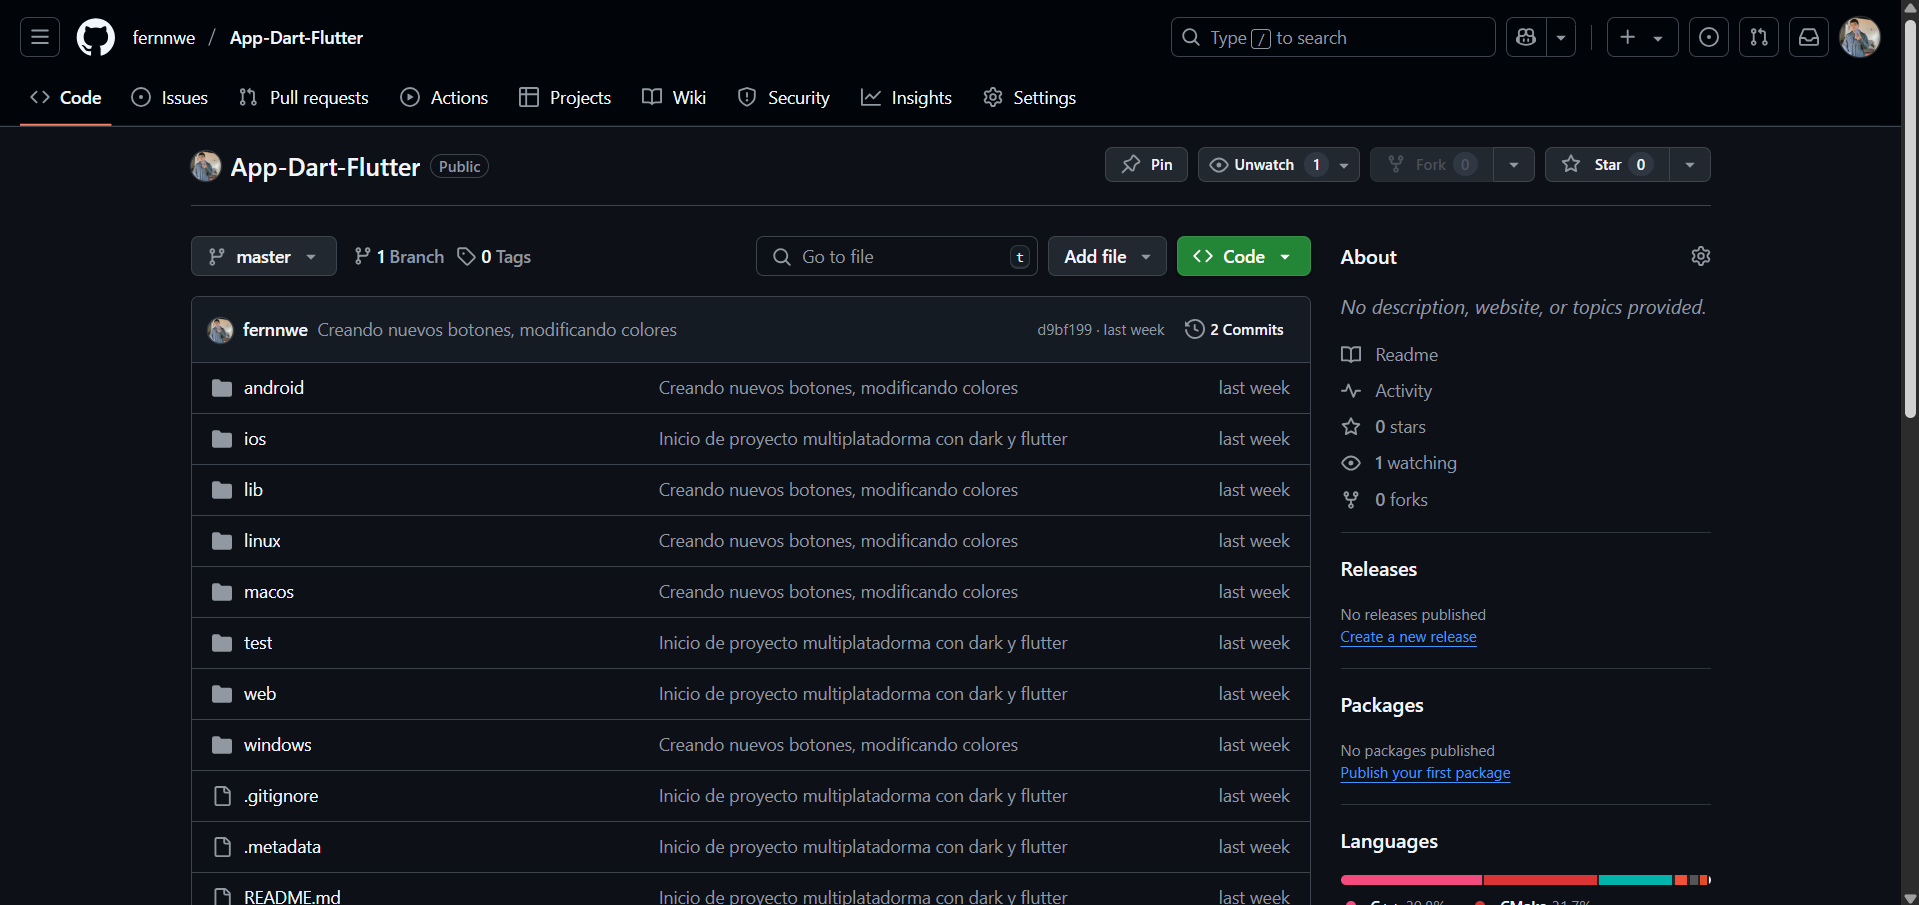 fernnwe / App-Dart-Flutter
Type / to search
Code Issues Pull requests Actions Projects Wiki Security Insights Settings
App-Dart-Flutter Public
Pin Unwatch 1 Fork 0 Star 0
master 1 Branch 0 Tags Go to file t Add file Code
fernnwe Creando nuevos botones, modificando colores d9bf199 · last week 2 Commits
android Creando nuevos botones, modificando colores last week
ios Inicio de proyecto multiplatadorma con dark y flutter last week
lib Creando nuevos botones, modificando colores last week
linux Creando nuevos botones, modificando colores last week
macos Creando nuevos botones, modificando colores last week
test Inicio de proyecto multiplatadorma con dark y flutter last week
web Inicio de proyecto multiplatadorma con dark y flutter last week
windows Creando nuevos botones, modificando colores last week
.gitignore Inicio de proyecto multiplatadorma con dark y flutter last week
.metadata Inicio de proyecto multiplatadorma con dark y flutter last week
README.md Inicio de proyecto multiplatadorma con dark y flutter last week
About
No description, website, or topics provided.
Readme
Activity
0 stars
1 watching
0 forks
Releases
No releases published
Create a new release
Packages
No packages published
Publish your first package
Languages